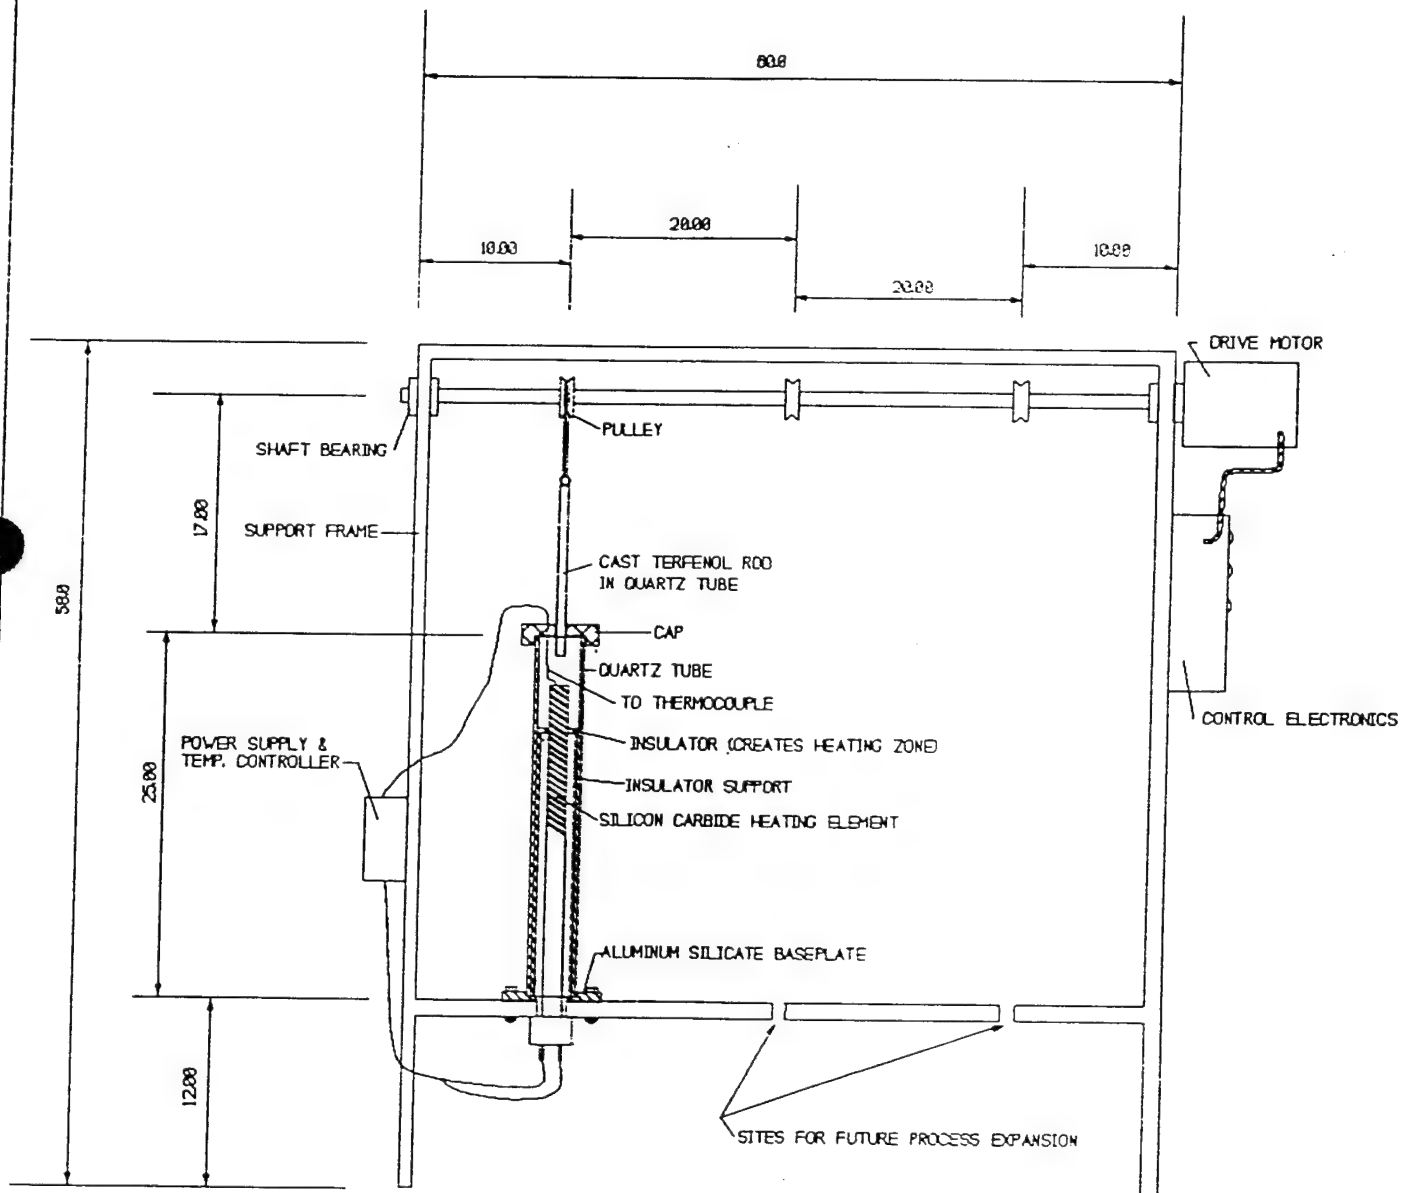 60.0
20.00
10.00
10.00
20.00
DRIVE MOTOR
PULLEY
SHAFT BEARING
17.00
SUPPORT FRAME
CAST TERFENOL ROD
IN QUARTZ TUBE
58.0
CAP
QUARTZ TUBE
TO THERMOCOUPLE
CONTROL ELECTRONICS
POWER SUPPLY &
TEMP. CONTROLLER
INSULATOR (CREATES HEATING ZONE)
25.00
INSULATOR SUPPORT
SILICON CARBIDE HEATING ELEMENT
ALUMINUM SILICATE BASEPLATE
12.00
SITES FOR FUTURE PROCESS EXPANSION